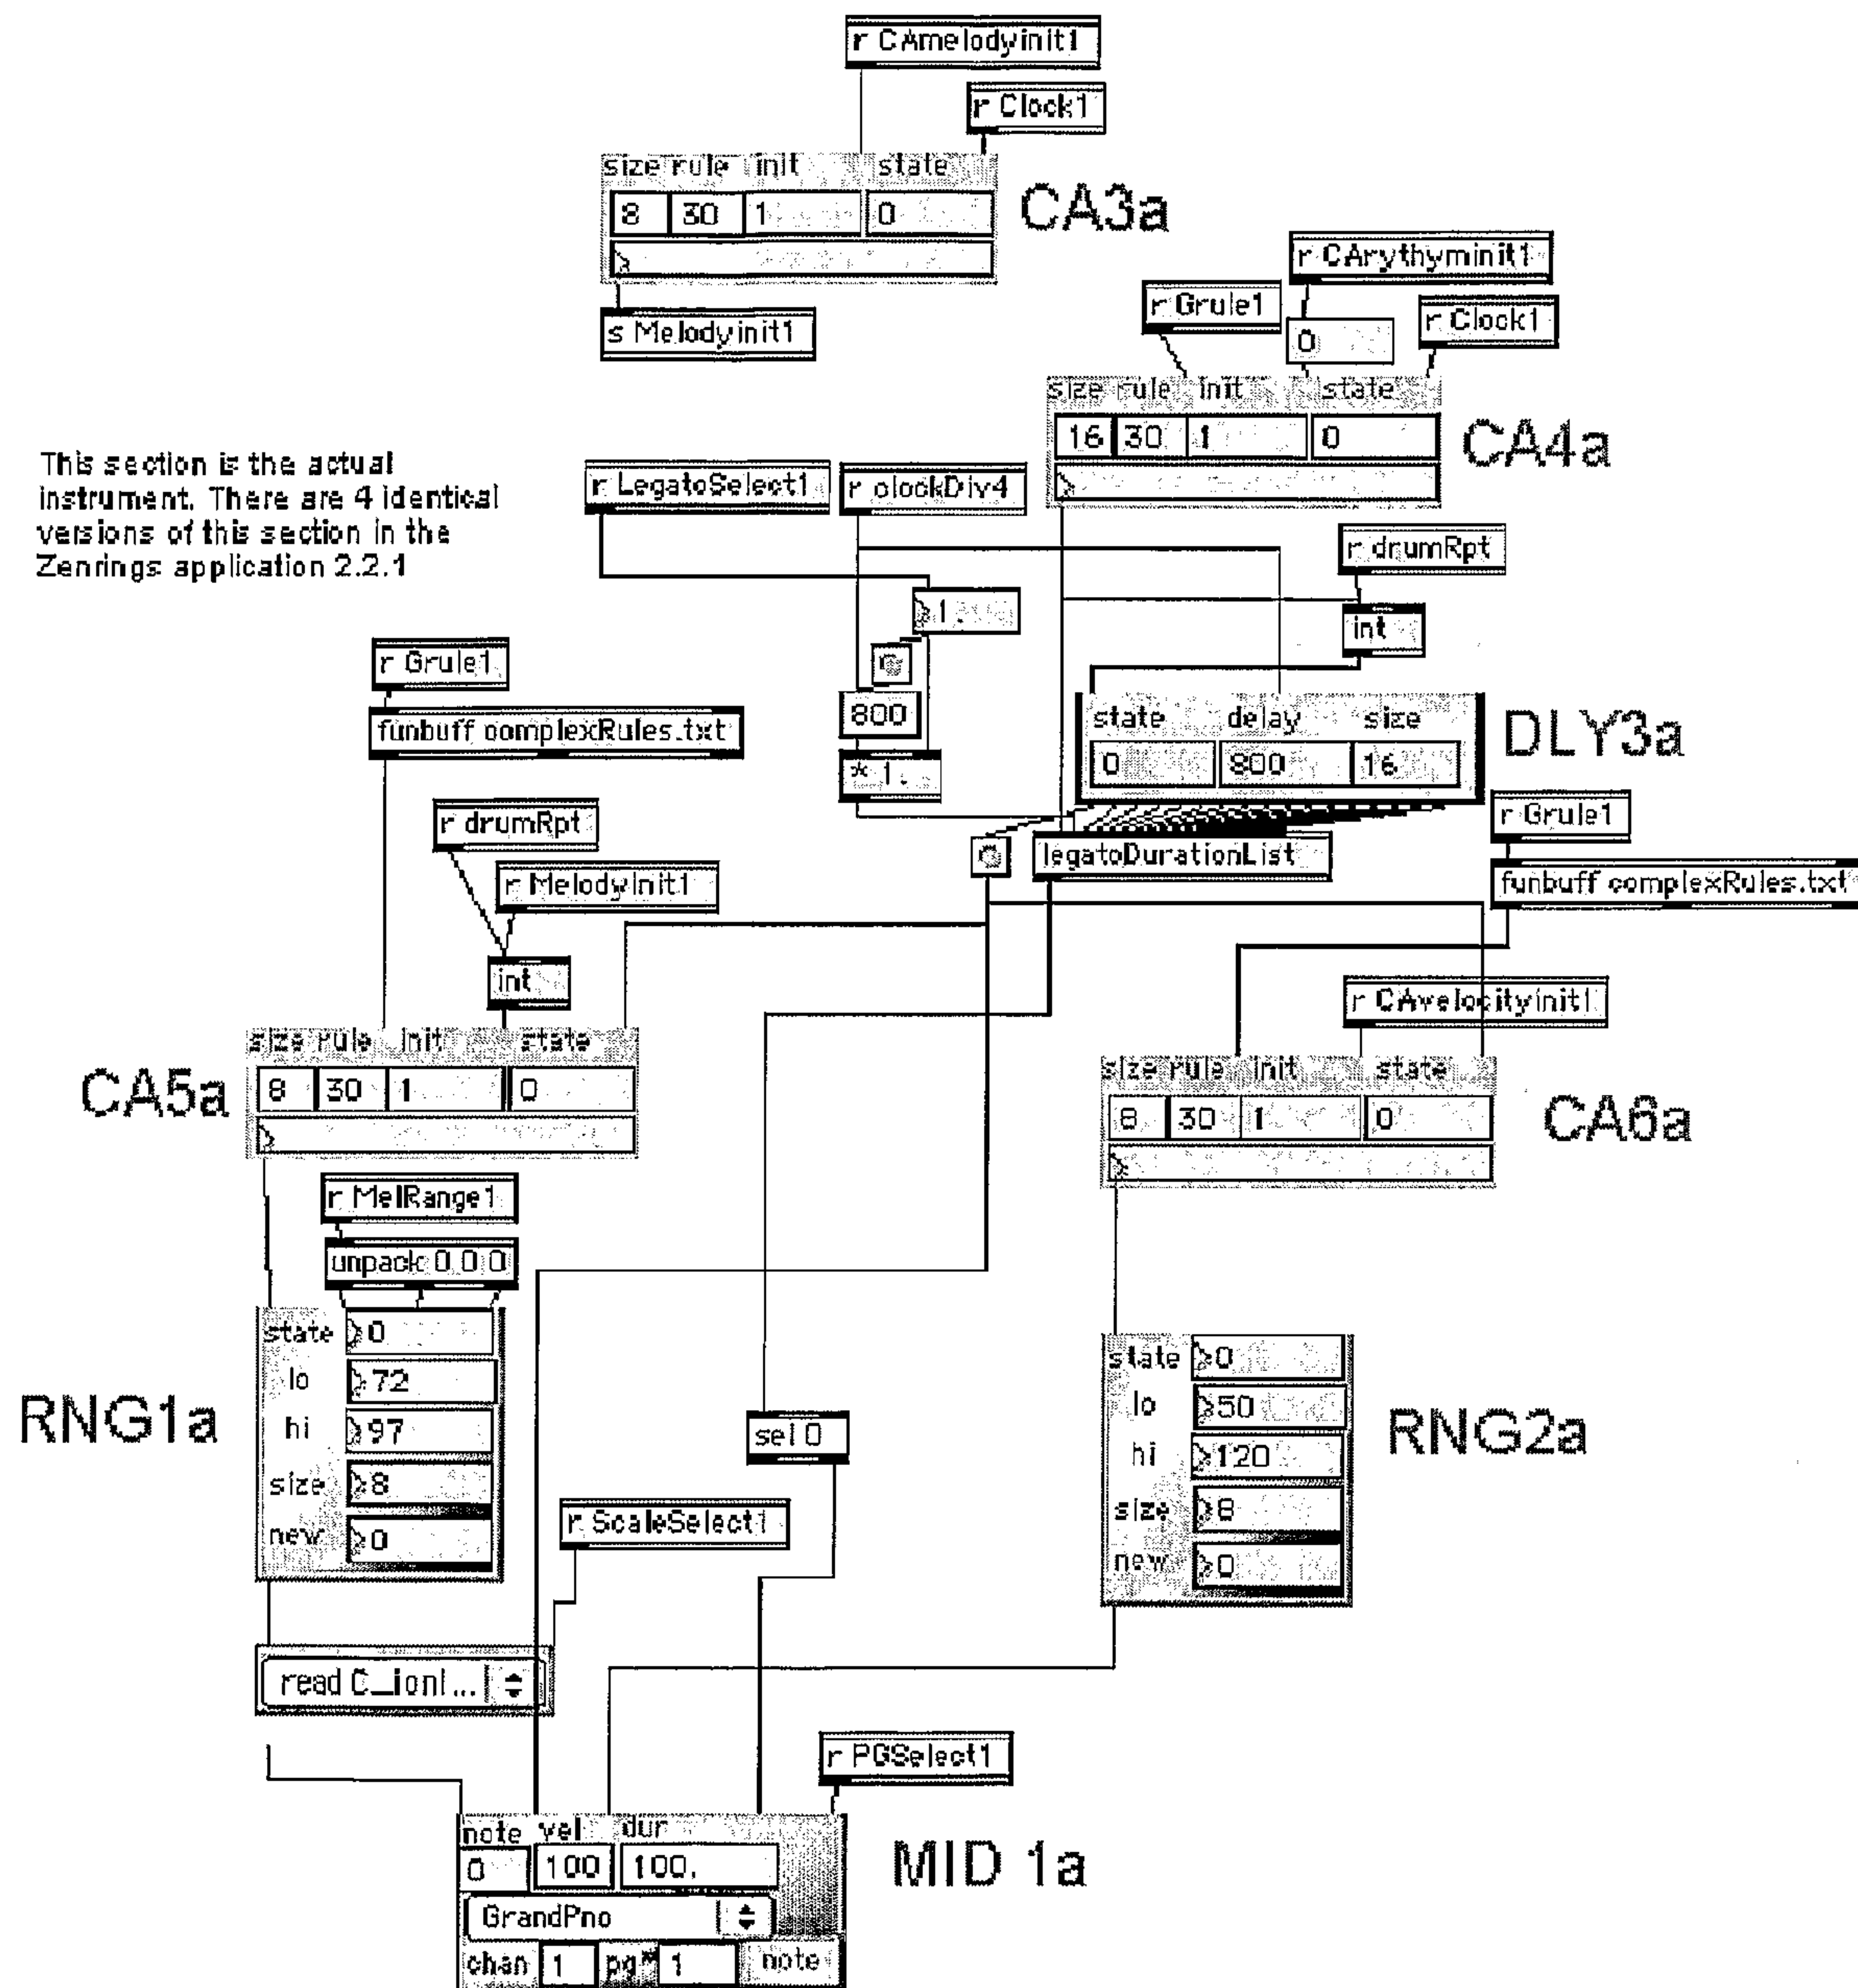 r CAmelodyinit1
r Clock1
size rule init state
8 30 1 0
CA3a
s Melodyinit1
r CArythyminit1
r Grule1
r Clock1
0
size rule init state
16 30 1 0
CA4a
This section is the actual
instrument. There are 4 identical
versions of this section in the
Zenrings application 2.2.1
r LegatoSelect1
r clockDiv4
r drumRpt
1.
int
r Grule1
800
funbuff complexRules.txt
* 1.
state delay size
0 800 16
DLY3a
r drumRpt
r Grule1
legatoDurationList
r MelodyInit1
funbuff complexRules.txt
int
r CAvelocityinit1
size rule init state
8 30 1 0
CA5a
size rule init state
8 30 1 0
CA6a
r MelRange1
unpack 0 0 0
state 0
lo 72
hi 97
size 8
new 0
RNG1a
state 0
lo 50
hi 120
size 8
new 0
RNG2a
sel 0
r ScaleSelect1
read C_ioni...
r PGSelect1
note vel dur
0 100 100.
GrandPno
chan 1 pg# 1 note
MID 1a